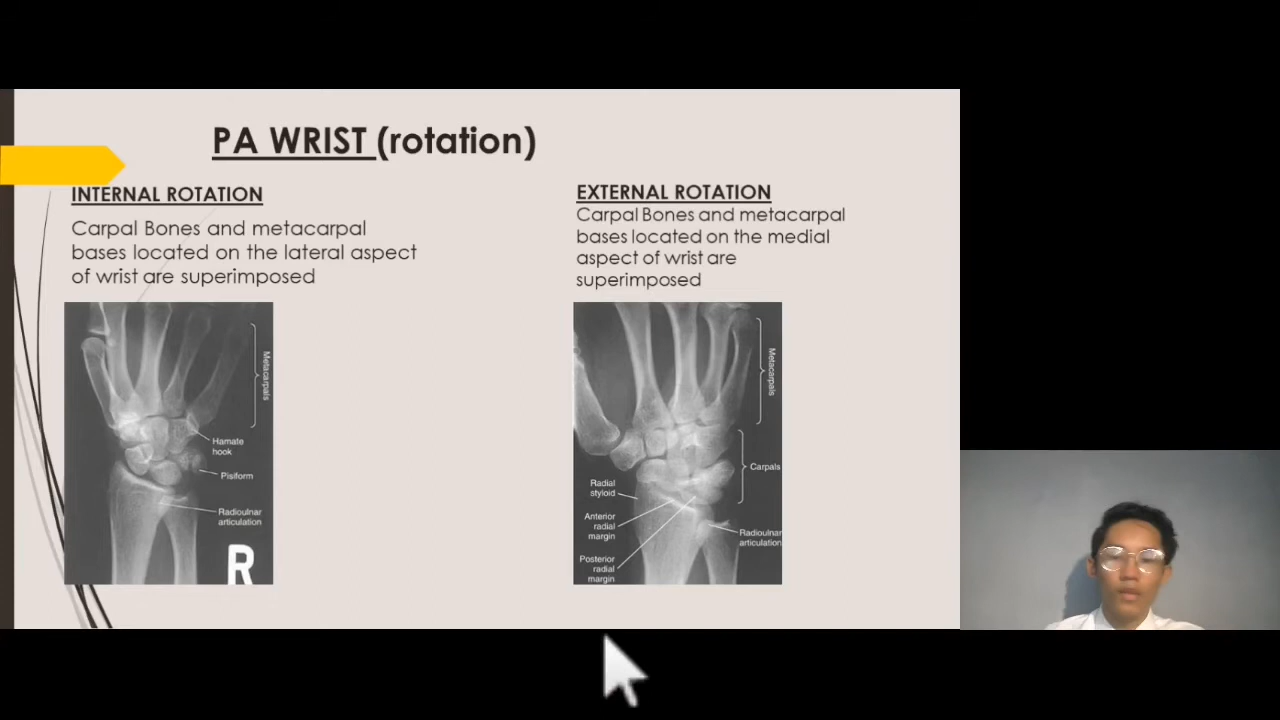 PA WRIST (rotation)
INTERNAL ROTATION
Carpal Bones and metacarpal
bases located on the lateral aspect
of wrist are superimposed
Metacarpals
Hamate
hook
Pisiform
Radioulnar
articulation
R
EXTERNAL ROTATION
Carpal Bones and metacarpal
bases located on the medial
aspect of wrist are
superimposed
Metacarpals
Carpals
Radial
styloid
Anterior
radial
margin
Radioulnar
articulation
Posterior
radial
margin